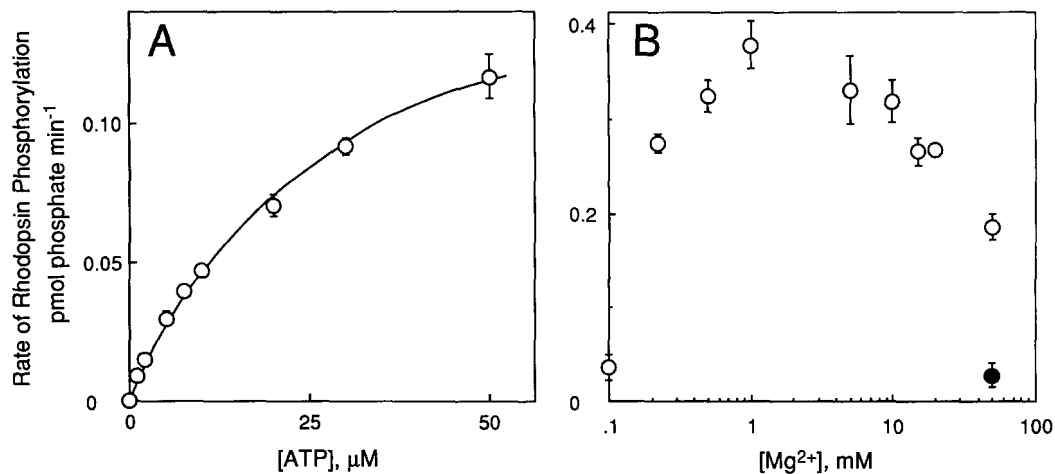 A
B
Rate of Rhodopsin Phosphorylation
pmol phosphate min⁻¹
0.10
0.05
0
0
25
50
[ATP], μM
0.4
0.2
0
.1
1
10
100
[Mg²⁺], mM